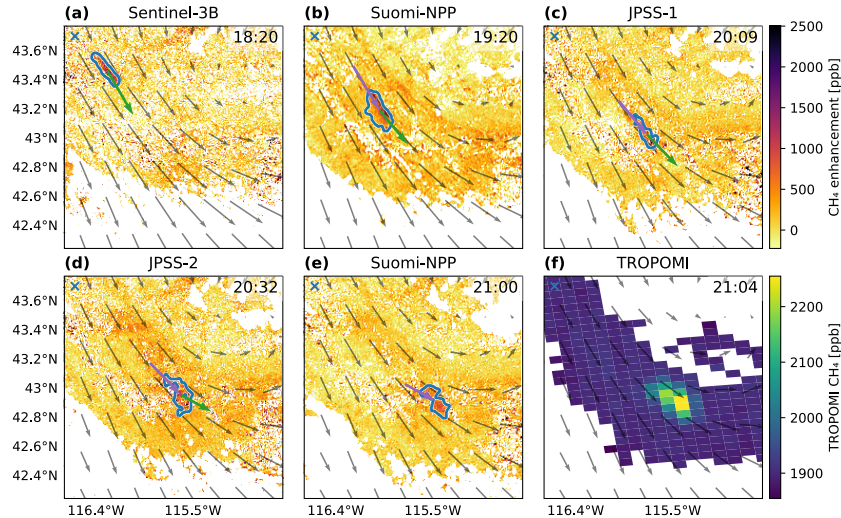 (a) Sentinel-3B
18:20
(b) Suomi-NPP
19:20
(c) JPSS-1
20:09
43.6°N
43.4°N
43.2°N
43°N
42.8°N
42.6°N
42.4°N
2500
2000
1500
1000
500
0
CH₄ enhancement [ppb]
(d) JPSS-2
20:32
(e) Suomi-NPP
21:00
(f) TROPOMI
21:04
43.6°N
43.4°N
43.2°N
43°N
42.8°N
42.6°N
42.4°N
116.4°W 115.5°W
116.4°W 115.5°W
116.4°W 115.5°W
2200
2100
2000
1900
TROPOMI CH₄ [ppb]